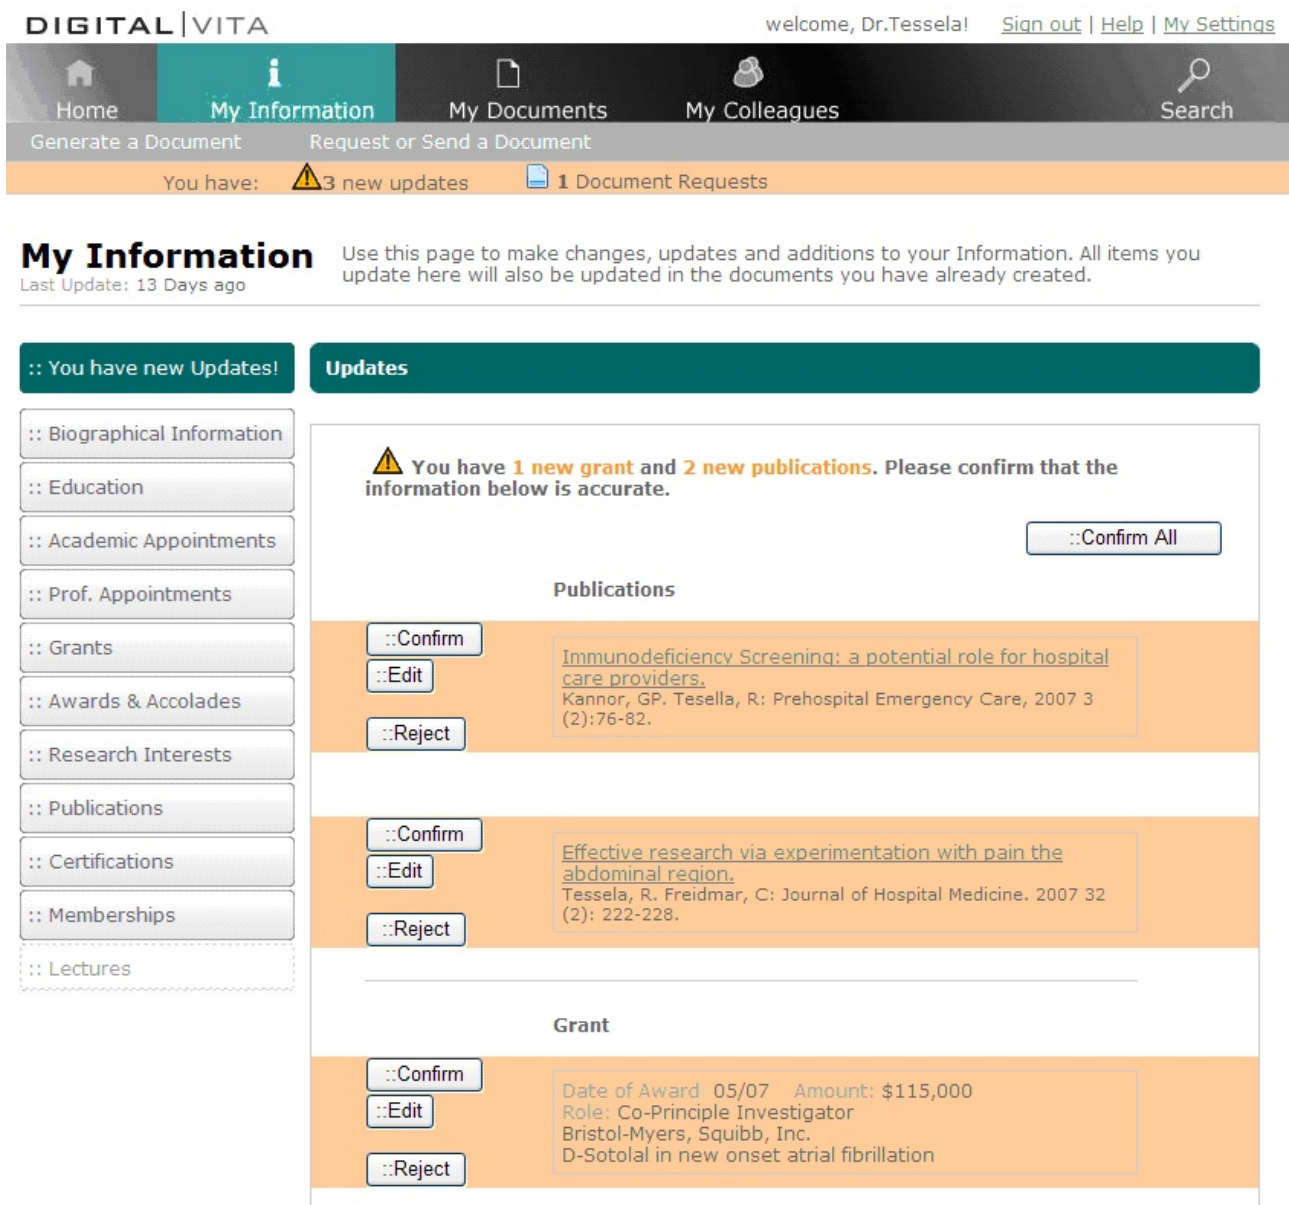 DIGITAL|VITA
welcome, Dr.Tessela! Sign out | Help | My Settings
Home My Information My Documents My Colleagues Search
Generate a Document Request or Send a Document
You have: 3 new updates 1 Document Requests
My Information
Last Update: 13 Days ago
Use this page to make changes, updates and additions to your Information. All items you
update here will also be updated in the documents you have already created.
:: You have new Updates!
:: Biographical Information
:: Education
:: Academic Appointments
:: Prof. Appointments
:: Grants
:: Awards & Accolades
:: Research Interests
:: Publications
:: Certifications
:: Memberships
:: Lectures
Updates
You have 1 new grant and 2 new publications. Please confirm that the
information below is accurate.
::Confirm All
Publications
::Confirm
::Edit
::Reject
Immunodeficiency Screening: a potential role for hospital
care providers.
Kannor, GP. Tesella, R: Prehospital Emergency Care, 2007 3
(2):76-82.
::Confirm
::Edit
::Reject
Effective research via experimentation with pain the
abdominal region.
Tessela, R. Freidmar, C: Journal of Hospital Medicine. 2007 32
(2): 222-228.
Grant
::Confirm
::Edit
::Reject
Date of Award 05/07 Amount: $115,000
Role: Co-Principle Investigator
Bristol-Myers, Squibb, Inc.
D-Sotolal in new onset atrial fibrillation